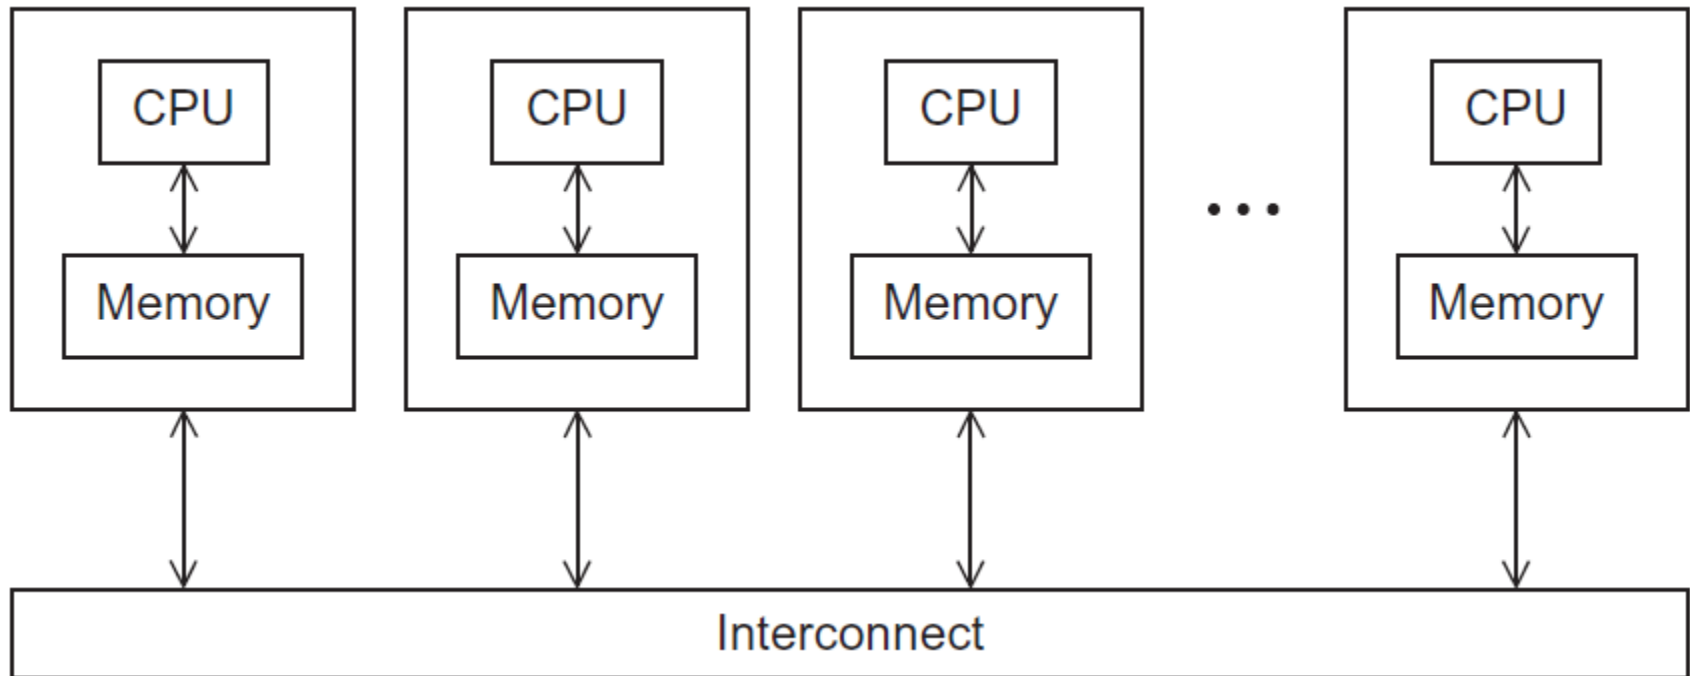 CPU CPU CPU CPU
Memory Memory Memory ... Memory
Interconnect